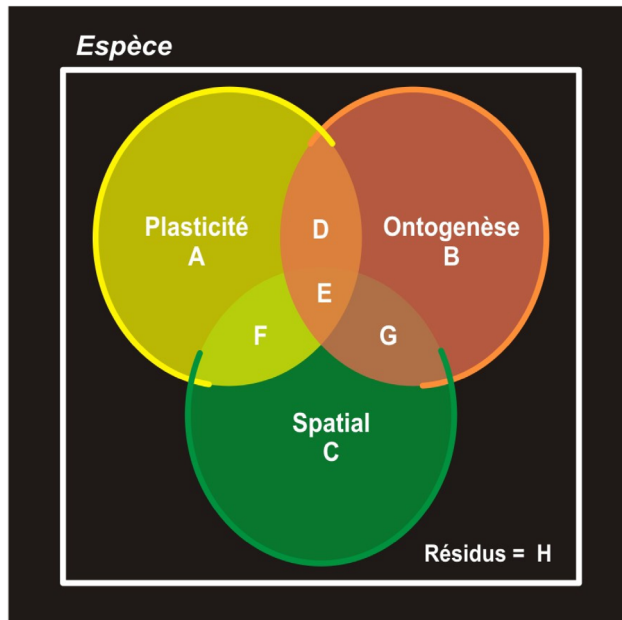 Espèce
Plasticité
A
D
Ontogenèse
B
E
F
G
Spatial
C
Résidus = H